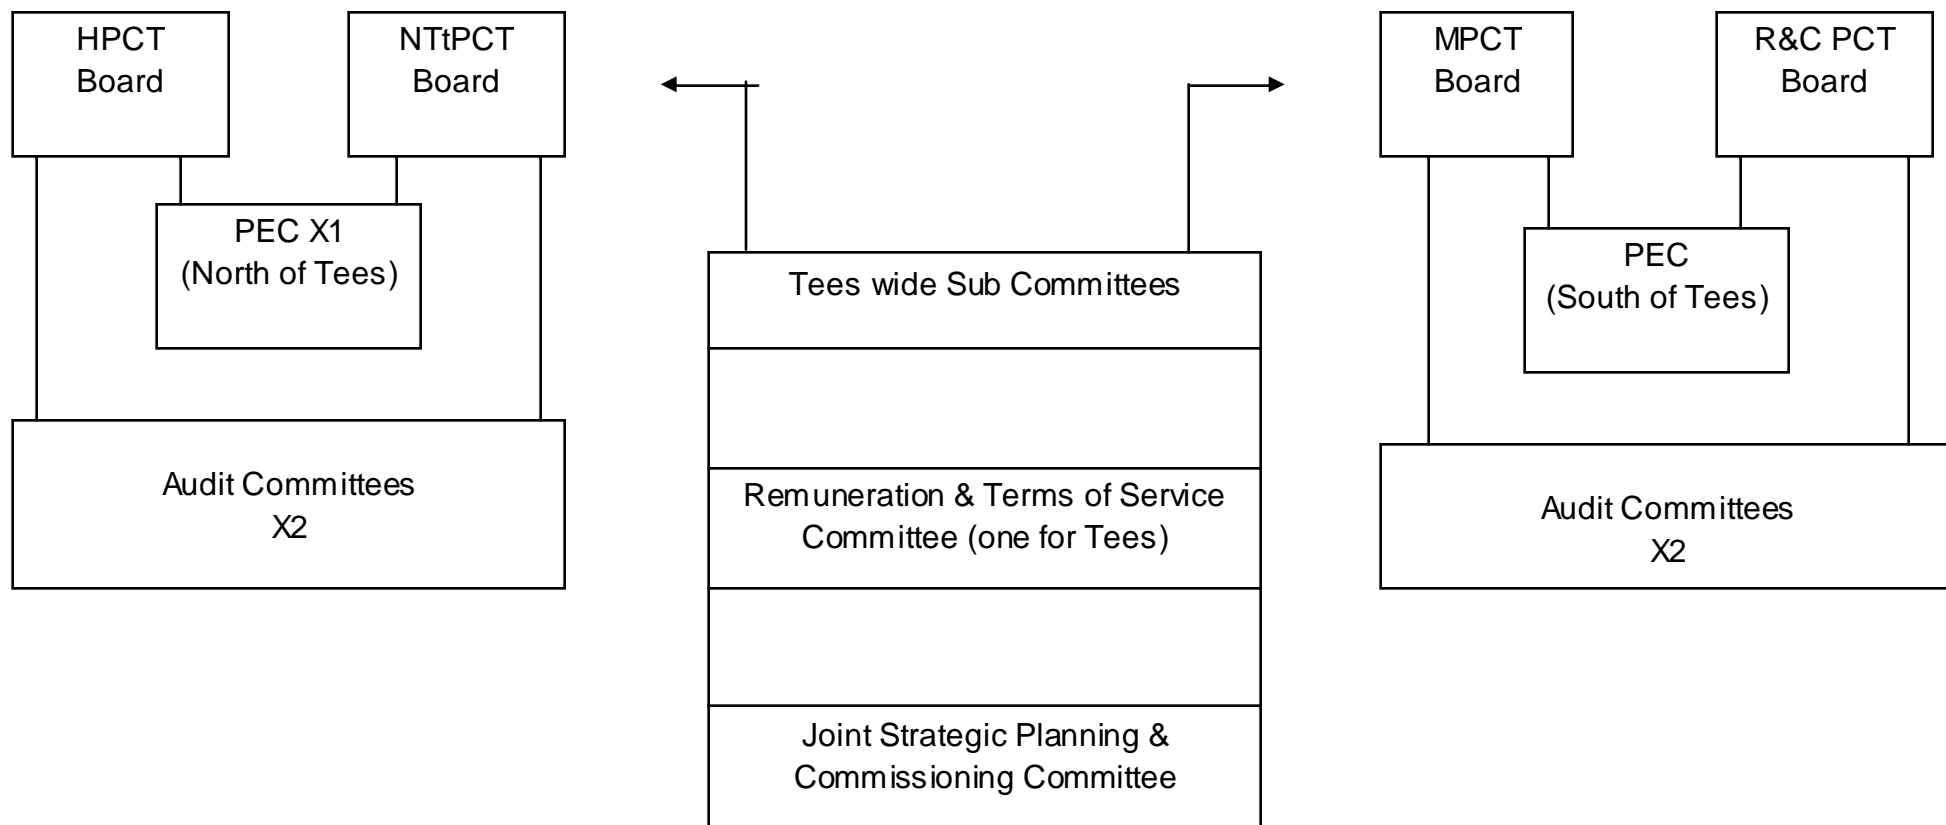 HPCT
Board
NTtPCT
Board
PEC X1
(North of Tees)
Audit Committees
X2
Tees wide Sub Committees
Remuneration & Terms of Service
Committee (one for Tees)
Joint Strategic Planning &
Commissioning Committee
MPCT
Board
R&C PCT
Board
PEC
(South of Tees)
Audit Committees
X2